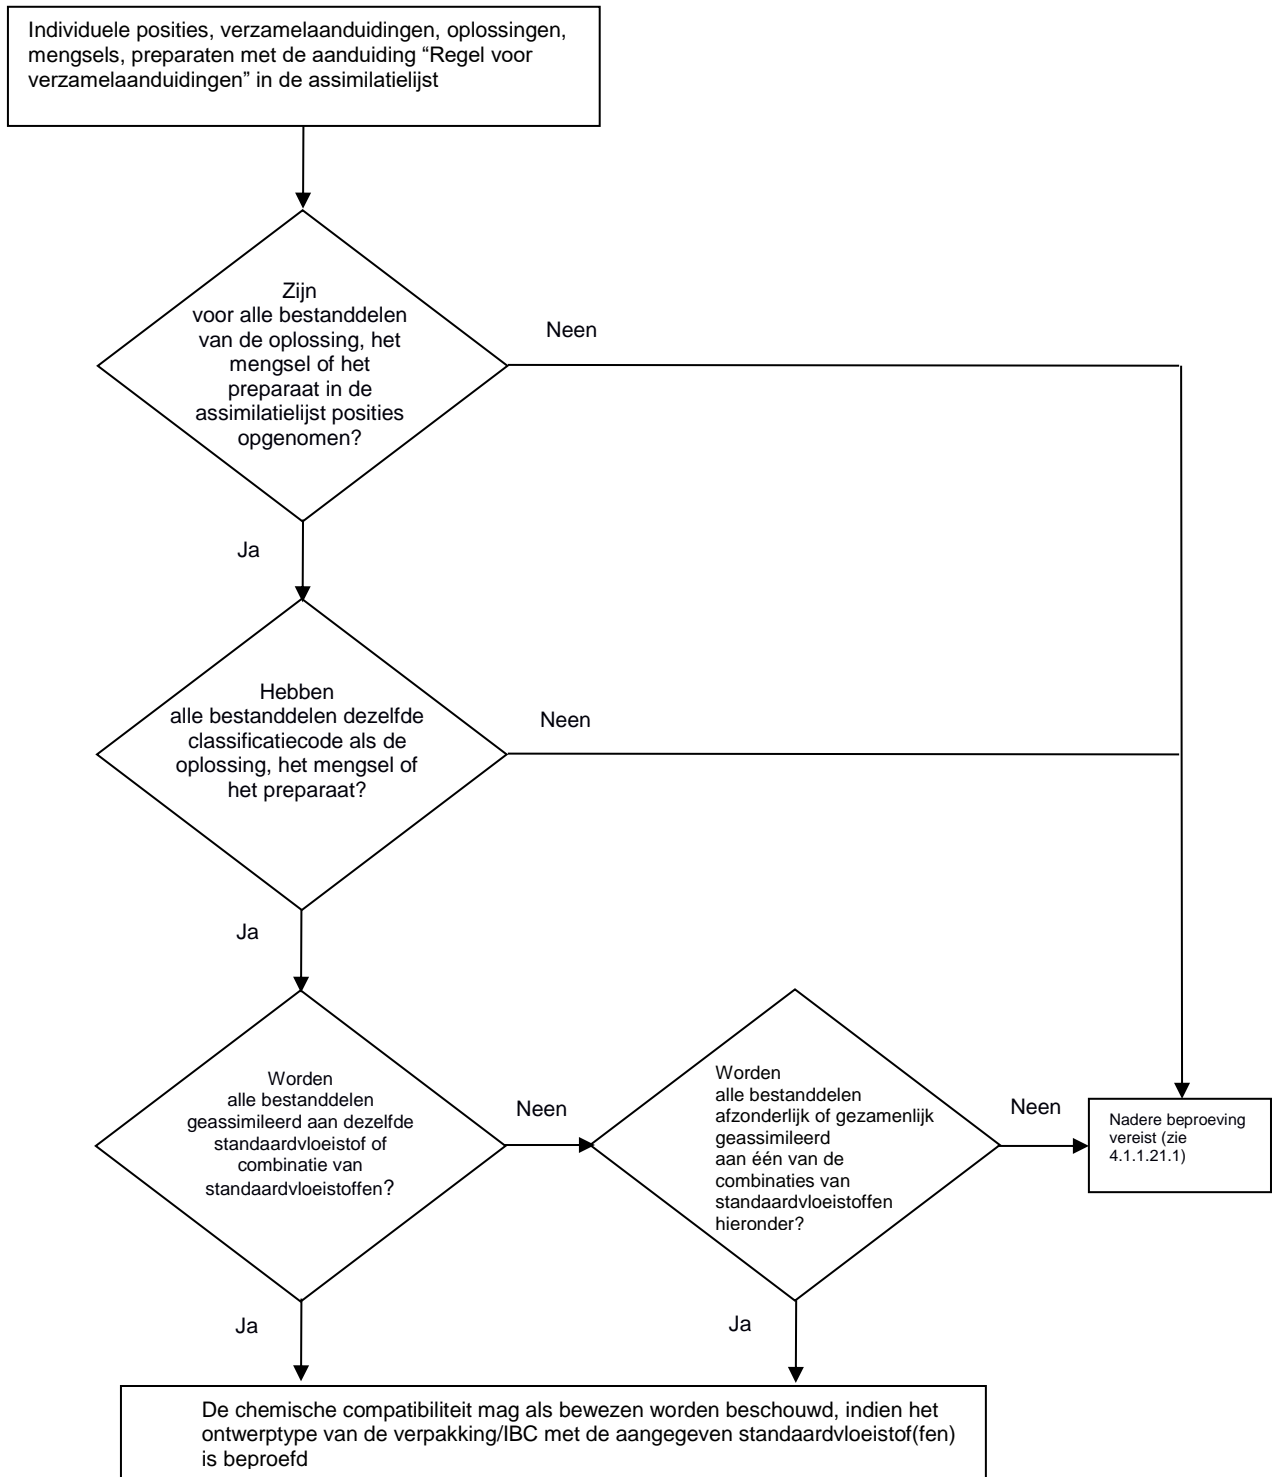 Individuele posities, verzamelaanduidingen, oplossingen,
mengsels, preparaten met de aanduiding “Regel voor
verzamelaanduidingen” in de assimilatielijst
Zijn
voor alle bestanddelen
van de oplossing, het
mengsel of het
preparaat in de
assimilatielijst posities
opgenomen?
Neen
Ja
Hebben
alle bestanddelen dezelfde
classificatiecode als de
oplossing, het mengsel of
het preparaat?
Neen
Ja
Worden
alle bestanddelen
geassimileerd aan dezelfde
standaardvloeistof of
combinatie van
standaardvloeistoffen?
Neen
Worden
alle bestanddelen
afzonderlijk of gezamenlijk
geassimileerd
aan één van de
combinaties van
standaardvloeistoffen
hieronder?
Neen
Nadere beproeving
vereist (zie
4.1.1.21.1)
Ja
Ja
De chemische compatibiliteit mag als bewezen worden beschouwd, indien het
ontwerptype van de verpakking/IBC met de aangegeven standaardvloeistof(fen)
is beproefd